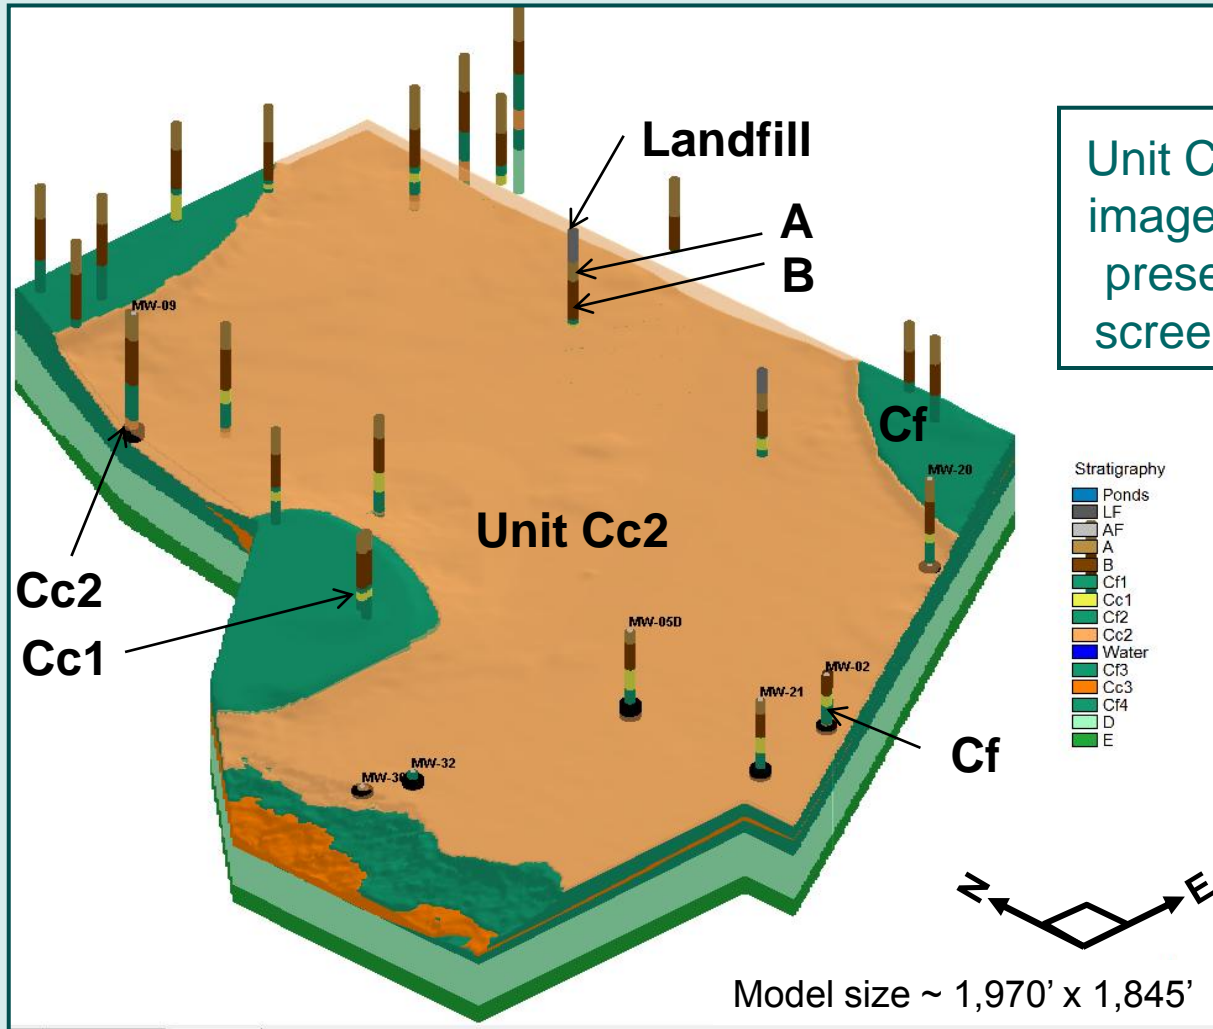 Landfill
A
B
Unit C
image
prese
scree
MW-09
Cf
MW-20
Cc2
Unit Cc2
Cc1
MW-05D
MW-02
MW-21
MW-32
Cf
Stratigraphy
Ponds
LF
AF
A
B
Cf1
Cc1
Cf2
Cc2
Water
Cf3
Cc3
Cf4
D
E
N
E
Model size ~ 1,970’ x 1,845’